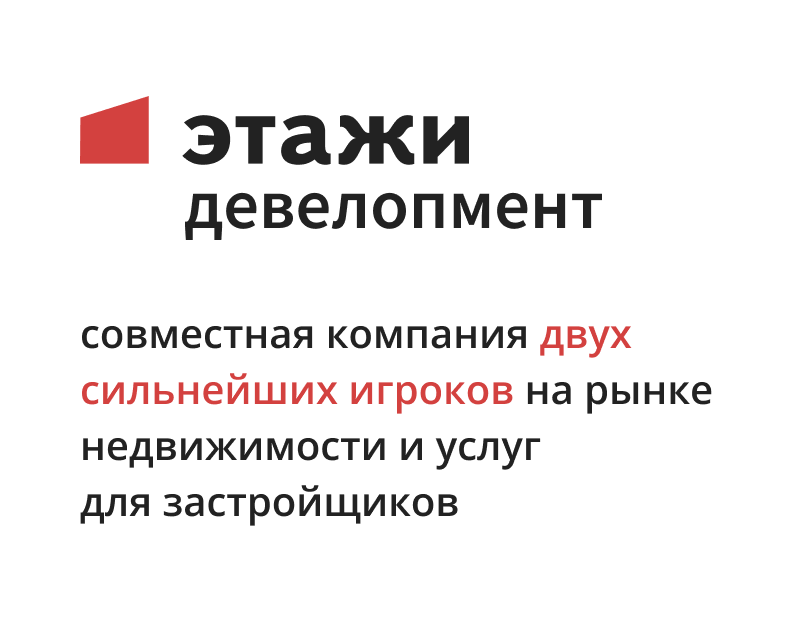 этажи
девелопмент
совместная компания двух
сильнейших игроков на рынке
недвижимости и услуг
для застройщиков